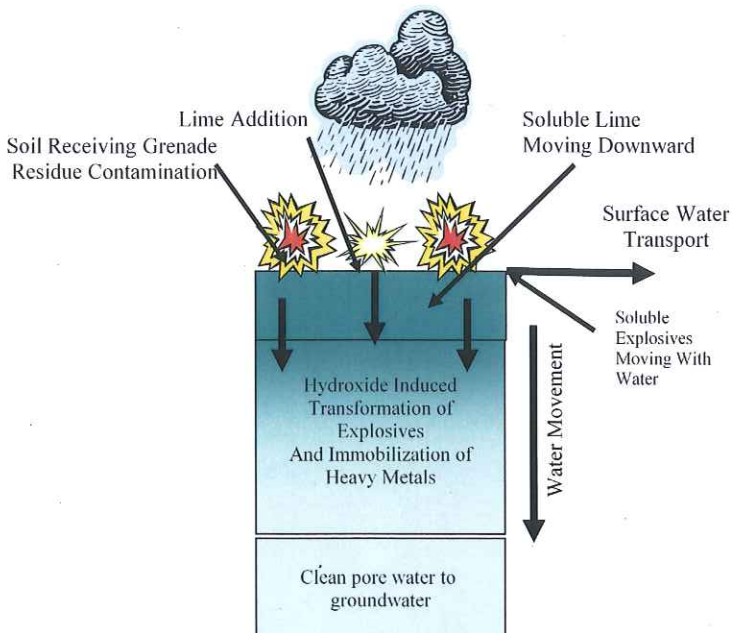 Lime Addition
Soil Receiving Grenade
Residue Contamination
Soluble Lime
Moving Downward
Surface Water
Transport
Soluble
Explosives
Moving With
Water
Water Movement
Hydroxide Induced
Transformation of
Explosives
And Immobilization of
Heavy Metals
Clean pore water to
groundwater